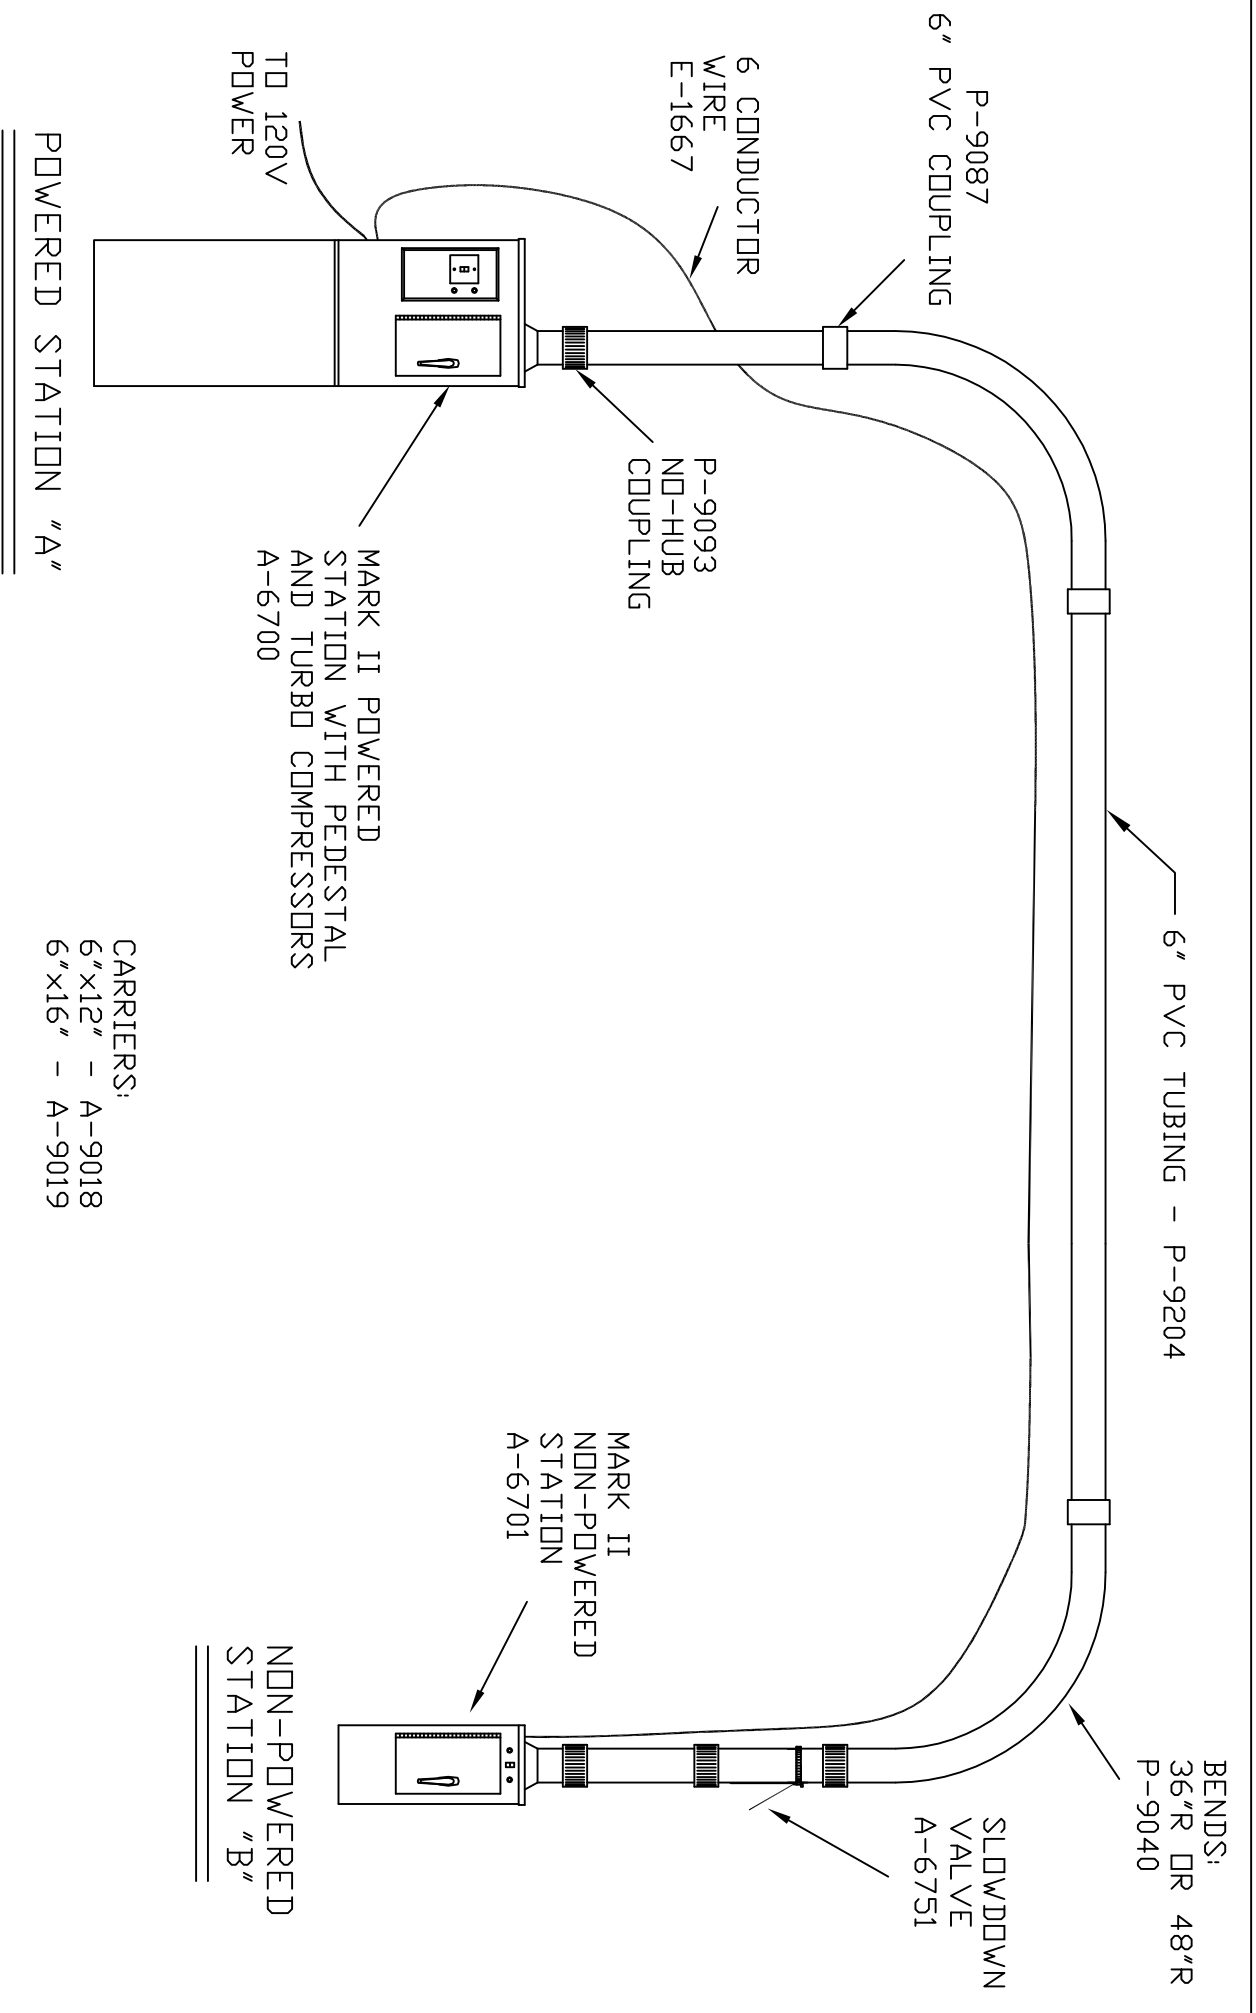 P-9087
6" PVC COUPLING
6 CONDUCTOR
WIRE
E-1667
TO 120V
POWER
POWERED STATION "A"
P-9093
NO-HUB
COUPLING
MARK II POWERED
STATION WITH PEDESTAL
AND TURBO COMPRESSORS
A-6700
6" PVC TUBING - P-9204
CARRIERS:
6"x12" - A-9018
6"x16" - A-9019
BENDS:
36"R OR 48"R
P-9040
SLOWDOWN
VALVE
A-6751
MARK II
NON-POWERED
STATION
A-6701
NON-POWERED
STATION "B"